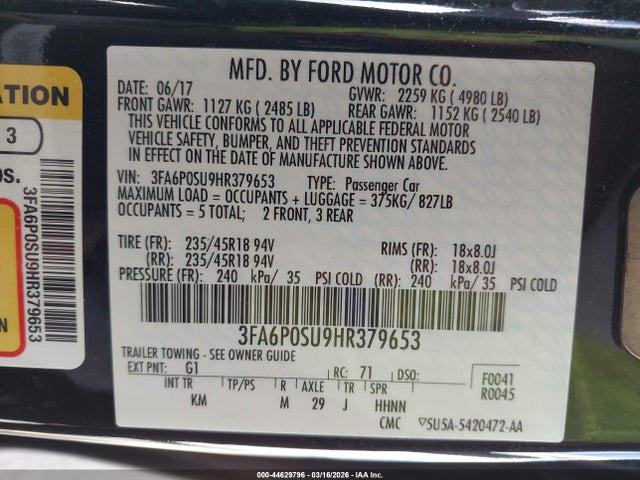 MFD. BY FORD MOTOR CO.
DATE: 06/17 GVWR: 2259 KG ( 4980 LB)
FRONT GAWR: 1127 KG ( 2485 LB) REAR GAWR: 1152 KG ( 2540 LB)
THIS VEHICLE CONFORMS TO ALL APPLICABLE FEDERAL MOTOR
VEHICLE SAFETY, BUMPER, AND THEFT PREVENTION STANDARDS
IN EFFECT ON THE DATE OF MANUFACTURE SHOWN ABOVE.
VIN: 3FA6P0SU9HR379653 TYPE: Passenger Car
MAXIMUM LOAD = OCCUPANTS + LUGGAGE = 375KG/ 827LB
OCCUPANTS = 5 TOTAL; 2 FRONT, 3 REAR
TIRE (FR): 235/45R18 94V RIMS (FR): 18x8.0J
(RR): 235/45R18 94V (RR): 18x8.0J
PRESSURE (FR): 240 kPa/ 35 PSI COLD (RR): 240 kPa/ 35 PSI COLD
3FA6P0SU9HR379653
TRAILER TOWING - SEE OWNER GUIDE
EXT PNT: G1 RC: 71 DSO: F0041
R0045
INT TR TP/PS R AXLE TR SPR
KM M 29 J HHNN
CMC 5U5A-5420472-AA
ATION
3
OS.
3FA6P0SU9HR379653
N
000-44629796 - 03/16/2026 - IAA Inc.